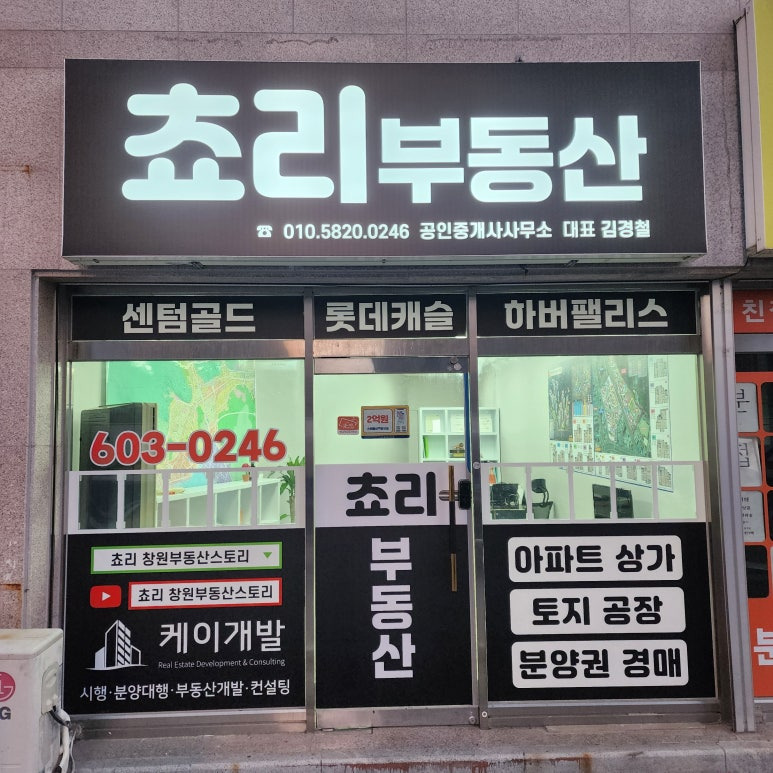 쵸리부동산
☎ 010.5820.0246 공인중개사사무소 대표 김경철
센텀골드
롯데캐슬
하버팰리스
603-0246
2억원
쵸리
부동산
쵸리 창원부동산스토리
쵸리 창원부동산스토리
케이개발
Real Estate Development & Consulting
시행·분양대행·부동산개발·컨설팅
아파트 상가
토지 공장
분양권 경매
친
분
G